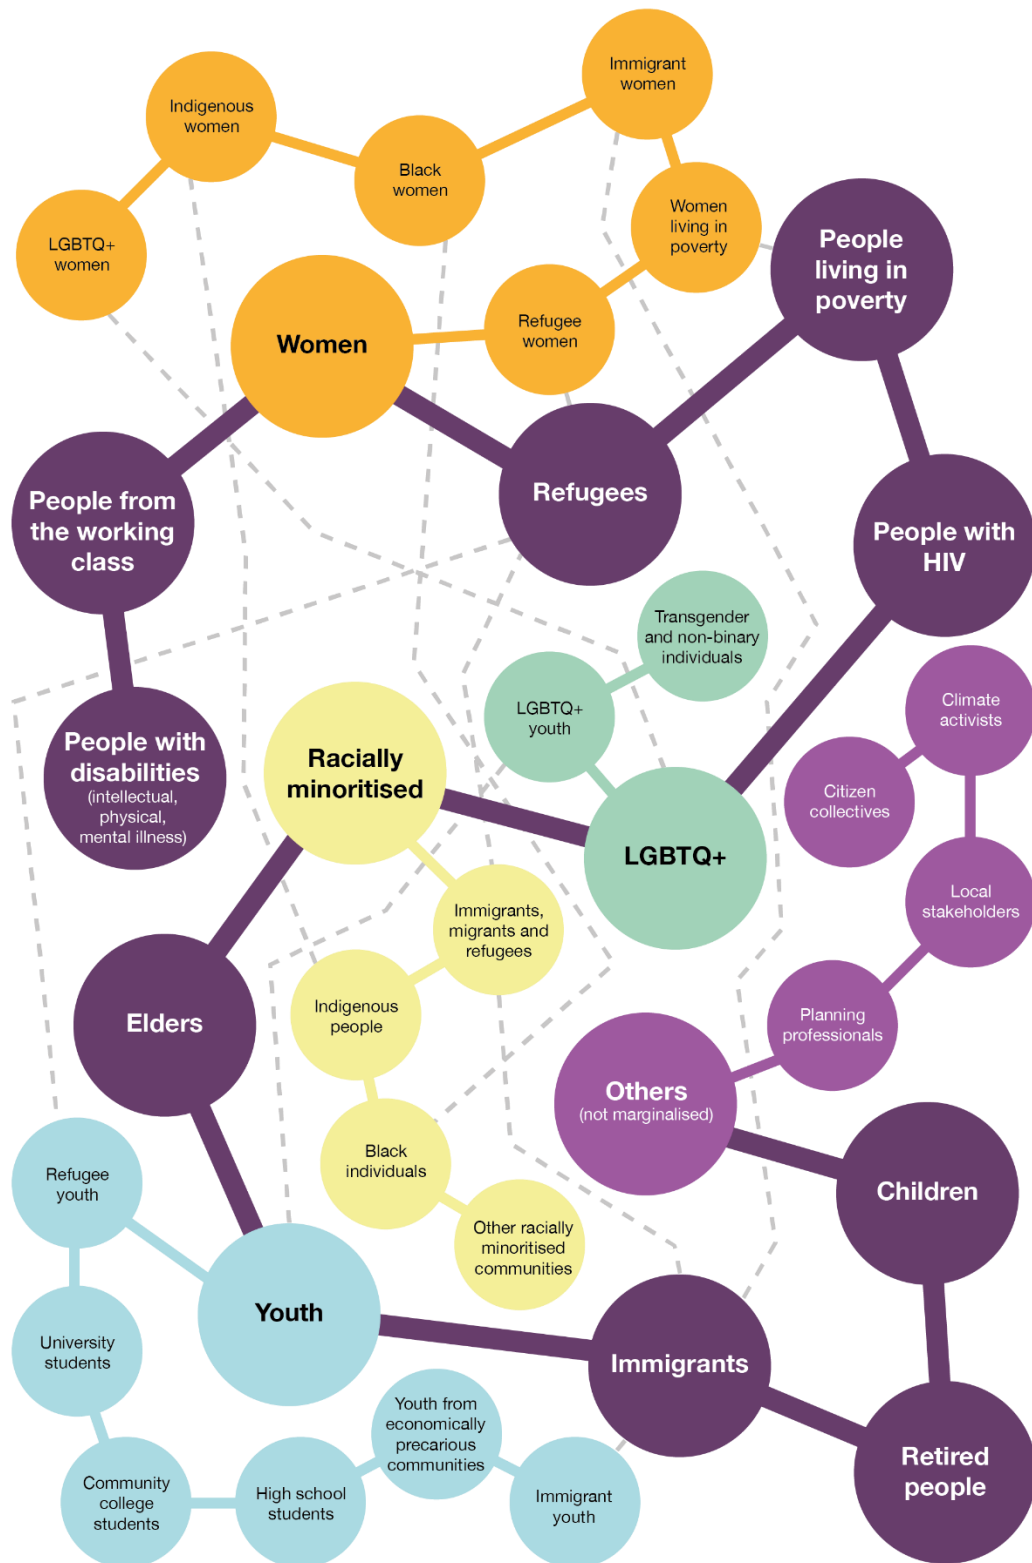 Immigrant
women
Indigenous
women
Black
women
Women
living in
poverty
LGBTQ+
women
People
living in
poverty
Refugee
women
Women
Refugees
People from
the working
class
People with
HIV
Transgender
and non-binary
individuals
LGBTQ+
youth
Climate
activists
People with
disabilities
(intellectual,
physical,
mental illness)
Racially
minoritised
Citizen
collectives
LGBTQ+
Local
stakeholders
Immigrants,
migrants and
refugees
Indigenous
people
Elders
Planning
professionals
Others
(not marginalised)
Black
individuals
Children
Refugee
youth
Other racially
minoritised
communities
Youth
University
students
Immigrants
Youth from
economically
precarious
communities
Retired
people
Community
college
students
High school
students
Immigrant
youth